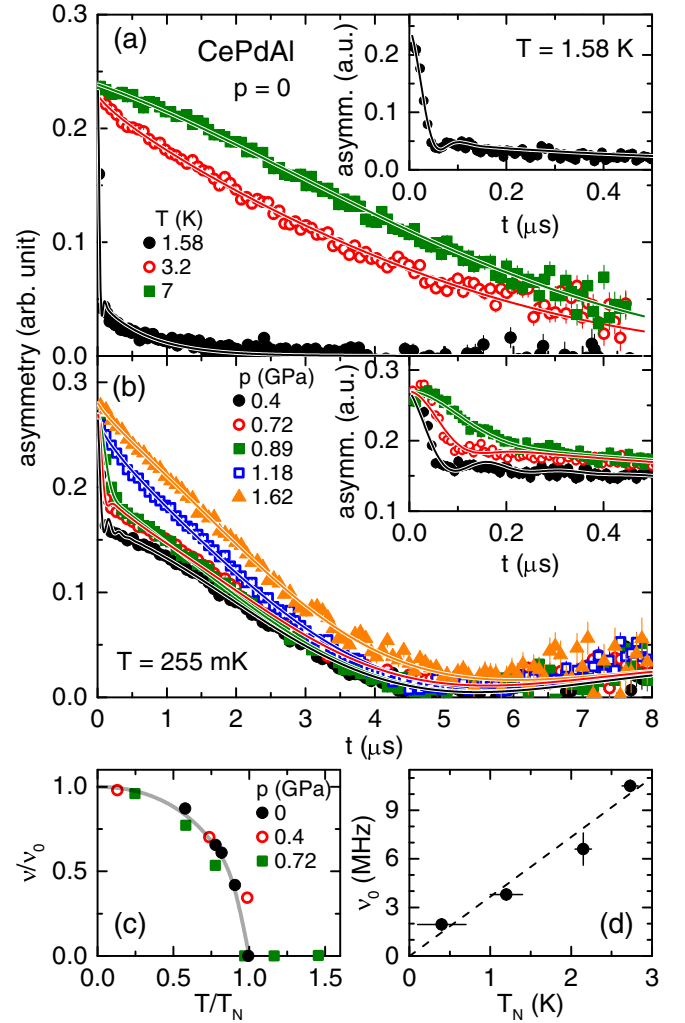 (a)
CePdAl
p = 0
T (K)
1.58
3.2
7
0.3
0.2
0.1
0.0
T = 1.58 K
asymm. (a.u.)
0.2
0.1
0.0
0.0 0.2 0.4
t (μs)
asymmetry (arb. unit)
(b)
p (GPa)
0.4
0.72
0.89
1.18
1.62
0.3
0.2
0.1
0.0
T = 255 mK
asymm. (a.u.)
0.3
0.2
0.1
0.0 0.2 0.4
t (μs)
0 1 2 3 4 5 6 7 8
t (μs)
p (GPa)
0
0.4
0.72
ν/ν0
1.0
0.5
0.0
(c)
0.0 0.5 1.0 1.5
T/TN
ν0 (MHz)
9
6
3
0
(d)
0 1 2 3
TN (K)